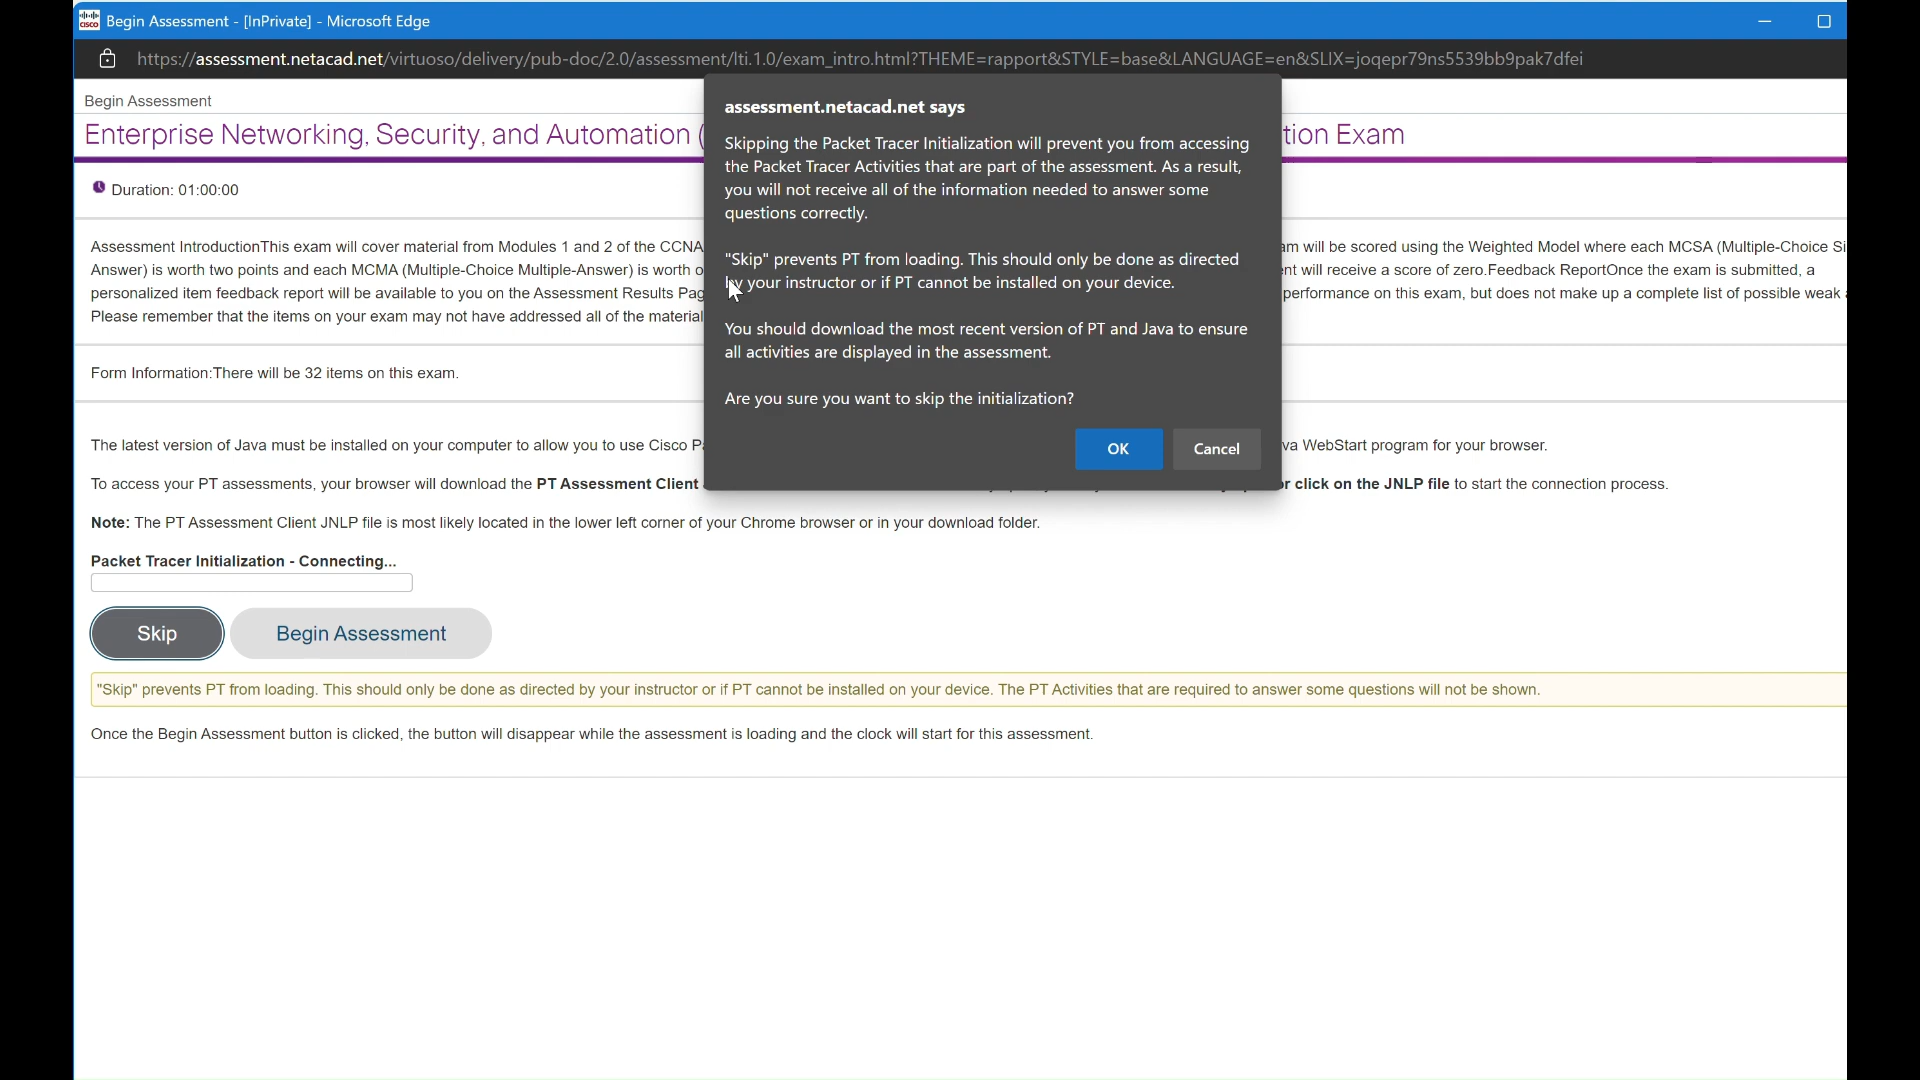 CISCO Begin Assessment - [InPrivate] - Microsoft Edge
https://assessment.netacad.net/virtuoso/delivery/pub-doc/2.0/assessment/lti.1.0/exam_intro.html?THEME=rapport&STYLE=base&LANGUAGE=en&SLIX=joqepr79ns5539bb9pak7dfei
Begin Assessment
Enterprise Networking, Security, and Automation ( tion Exam
Duration: 01:00:00
Assessment IntroductionThis exam will cover material from Modules 1 and 2 of the CCNA am will be scored using the Weighted Model where each MCSA (Multiple-Choice Si
Answer) is worth two points and each MCMA (Multiple-Choice Multiple-Answer) is worth o nt will receive a score of zero.Feedback ReportOnce the exam is submitted, a
personalized item feedback report will be available to you on the Assessment Results Pag performance on this exam, but does not make up a complete list of possible weak
Please remember that the items on your exam may not have addressed all of the material
Form Information:There will be 32 items on this exam.
The latest version of Java must be installed on your computer to allow you to use Cisco P va WebStart program for your browser.
To access your PT assessments, your browser will download the PT Assessment Client r click on the JNLP file to start the connection process.
Note: The PT Assessment Client JNLP file is most likely located in the lower left corner of your Chrome browser or in your download folder.
Packet Tracer Initialization - Connecting...
Skip Begin Assessment
"Skip" prevents PT from loading. This should only be done as directed by your instructor or if PT cannot be installed on your device. The PT Activities that are required to answer some questions will not be shown.
Once the Begin Assessment button is clicked, the button will disappear while the assessment is loading and the clock will start for this assessment.
assessment.netacad.net says
Skipping the Packet Tracer Initialization will prevent you from accessing
the Packet Tracer Activities that are part of the assessment. As a result,
you will not receive all of the information needed to answer some
questions correctly.
"Skip" prevents PT from loading. This should only be done as directed
by your instructor or if PT cannot be installed on your device.
You should download the most recent version of PT and Java to ensure
all activities are displayed in the assessment.
Are you sure you want to skip the initialization?
OK Cancel